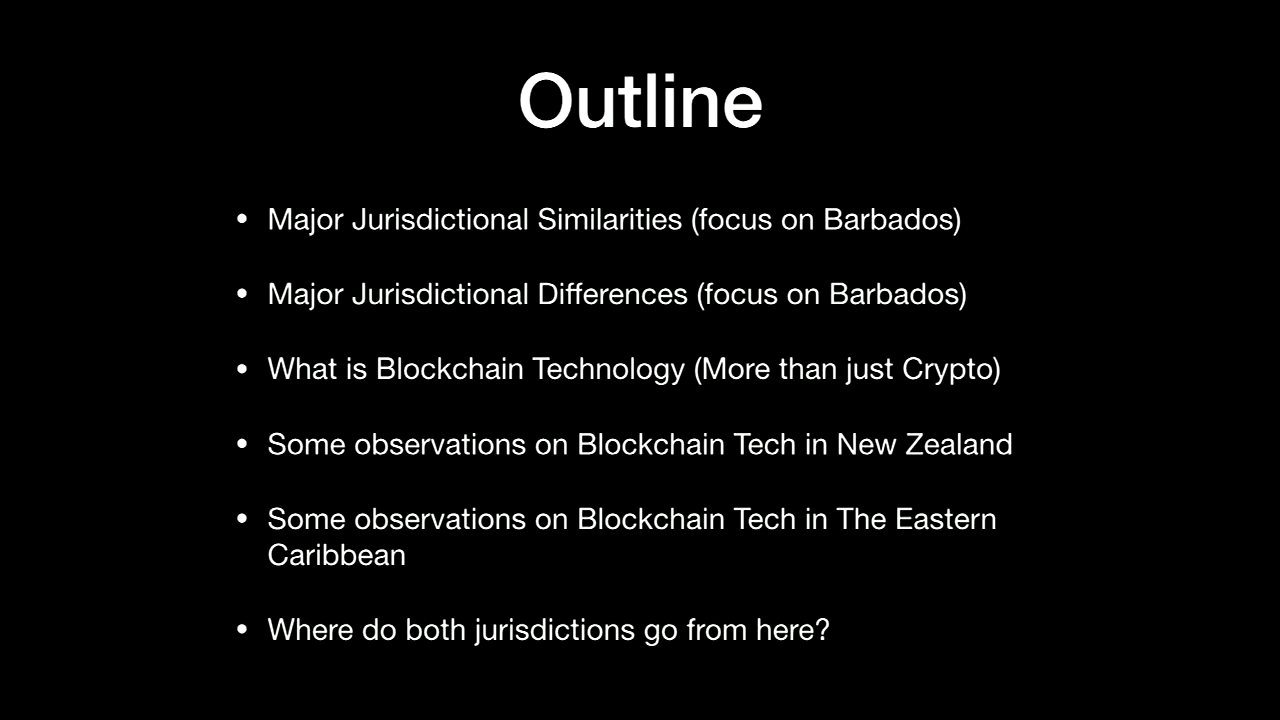 Outline
• Major Jurisdictional Similarities (focus on Barbados)
• Major Jurisdictional Differences (focus on Barbados)
• What is Blockchain Technology (More than just Crypto)
• Some observations on Blockchain Tech in New Zealand
• Some observations on Blockchain Tech in The Eastern
Caribbean
• Where do both jurisdictions go from here?